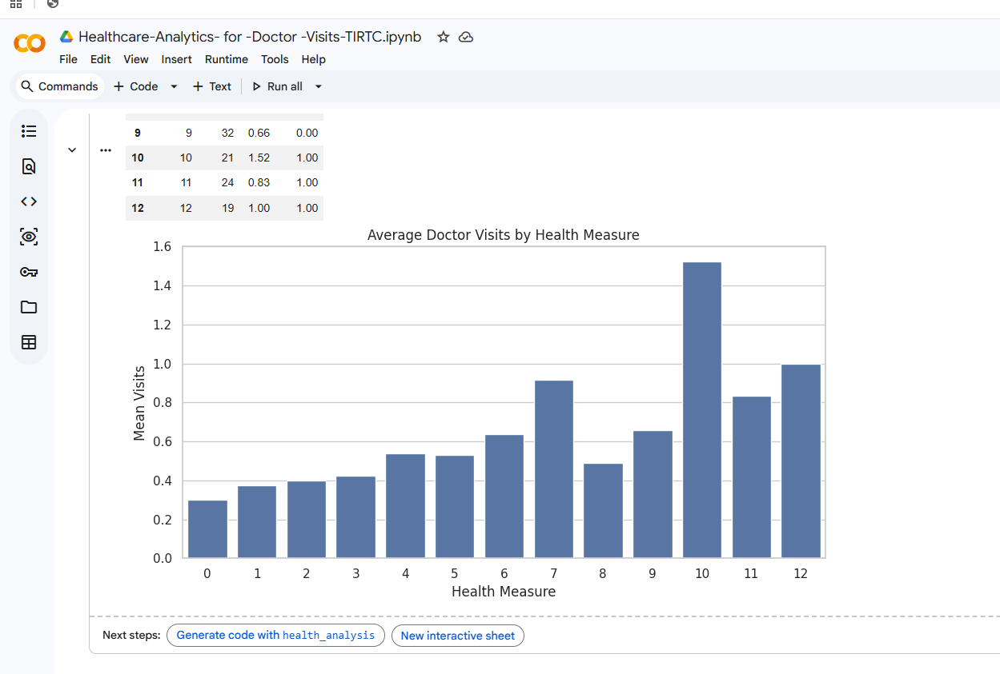 Healthcare-Analytics- for -Doctor -Visits-TIRTC.ipynb
File Edit View Insert Runtime Tools Help
Commands + Code + Text Run all
9 9 32 0.66 0.00
10 10 21 1.52 1.00
11 11 24 0.83 1.00
12 12 19 1.00 1.00
Average Doctor Visits by Health Measure
1.6
1.4
1.2
1.0
0.8
0.6
0.4
0.2
0.0
Mean Visits
0 1 2 3 4 5 6 7 8 9 10 11 12
Health Measure
Next steps: Generate code with health_analysis New interactive sheet